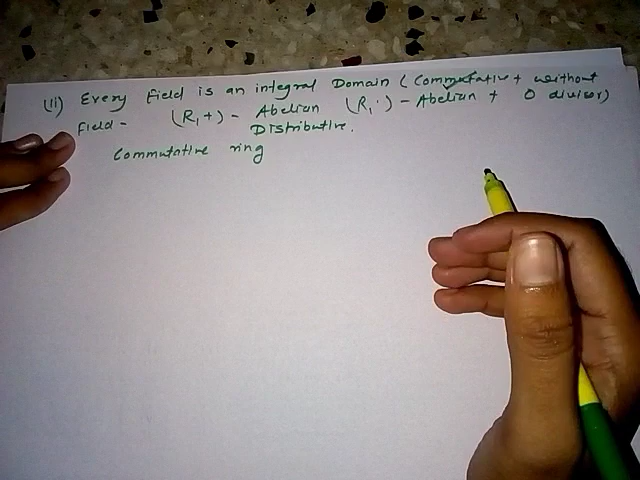 (ii) Every field is an integral Domain (Commutative + without
field - (R, +) - Abelian (R, ·) - Abelian + 0 divisor)
Distributive.
Commutative ring